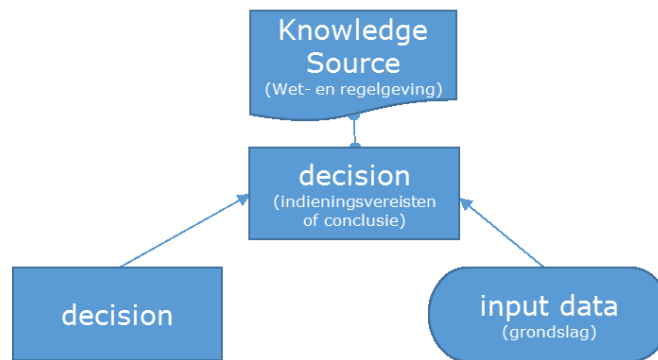 Knowledge
Source
(Wet- en regelgeving)
decision
(indieningsvereisten
of conclusie)
decision
input data
(grondslag)